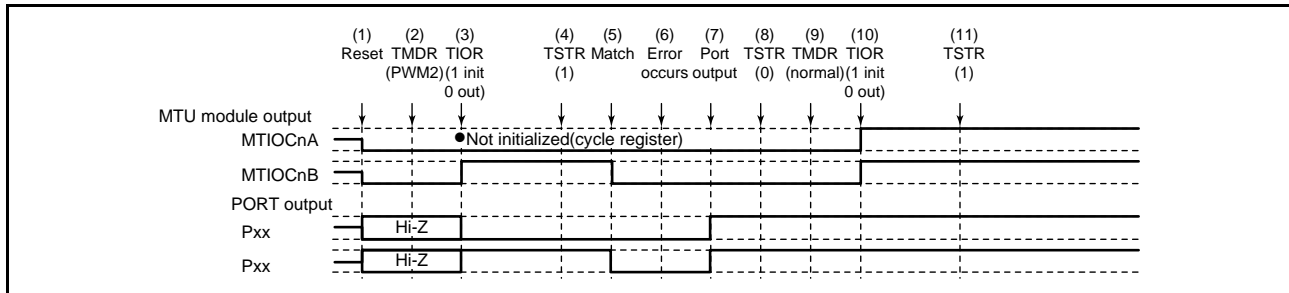 (1) (2) (3) (4) (5) (6) (7) (8) (9) (10) (11)
Reset TMDR TIOR TSTR Match Error Port TSTR TMDR TIOR TSTR
(PWM2) (1 init (1) occurs output (0) (normal) (1 init (1)
0 out) 0 out)
MTU module output
MTIOCnA
●Not initialized(cycle register)
MTIOCnB
PORT output
Pxx Hi-Z
Pxx Hi-Z